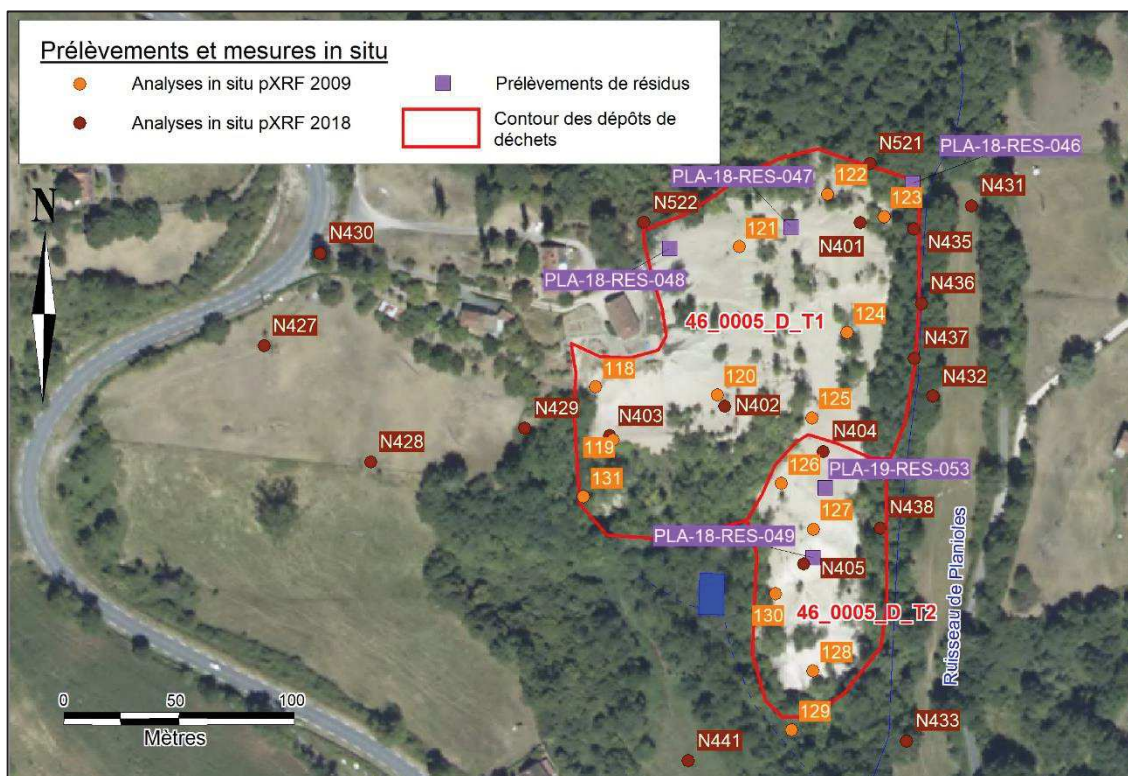 Prélèvements et mesures in situ
Analyses in situ pXRF 2009
Prélèvements de résidus
Analyses in situ pXRF 2018
Contour des dépôts de
déchets
N
N521
PLA-18-RES-046
PLA-18-RES-047
122
N431
N522
123
121
N401
N435
N430
PLA-18-RES-048
N436
46_0005_D_T1
124
N427
N437
118
120
N432
N402
125
N429
N403
N404
N428
119
126
PLA-19-RES-053
131
127
N438
PLA-18-RES-049
N405
130
46_0005_D_T2
Ruisseau de Planioles
128
0
50
100
Mètres
129
N433
N441